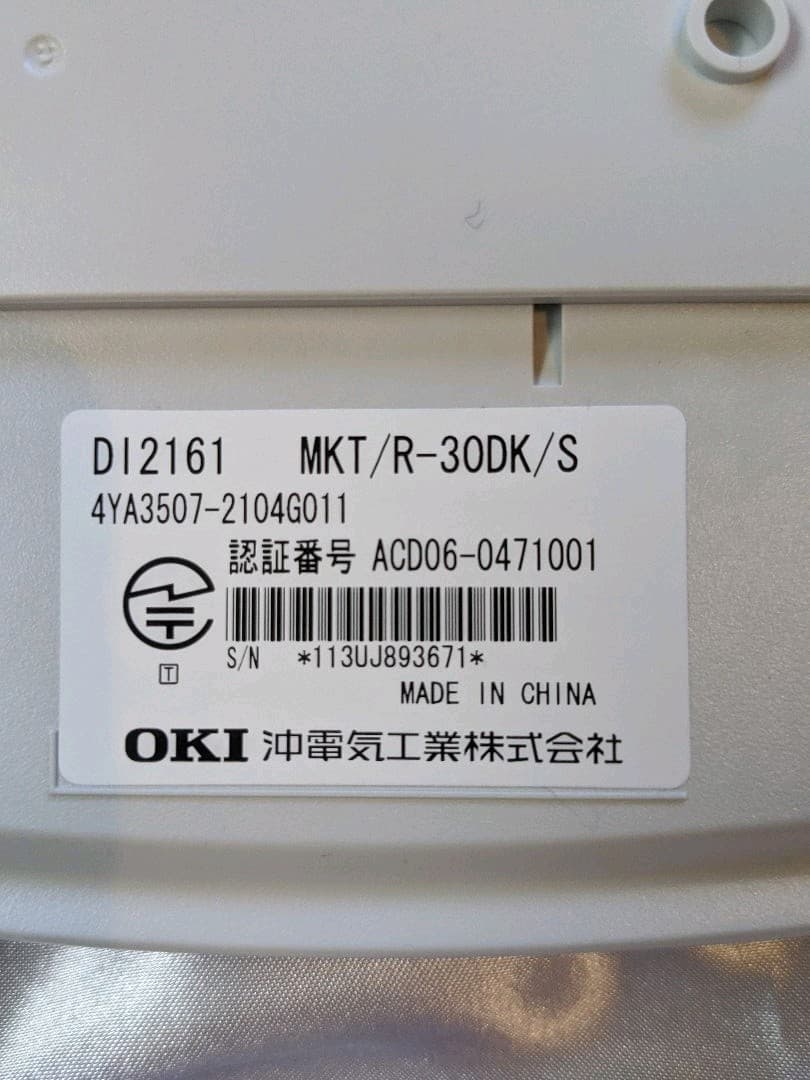 DI2161 MKT/R-30DK/S
4YA3507-2104G011
認証番号 ACD06-0471001
S/N *113UJ893671*
T
MADE IN CHINA
OKI 沖電気工業株式会社